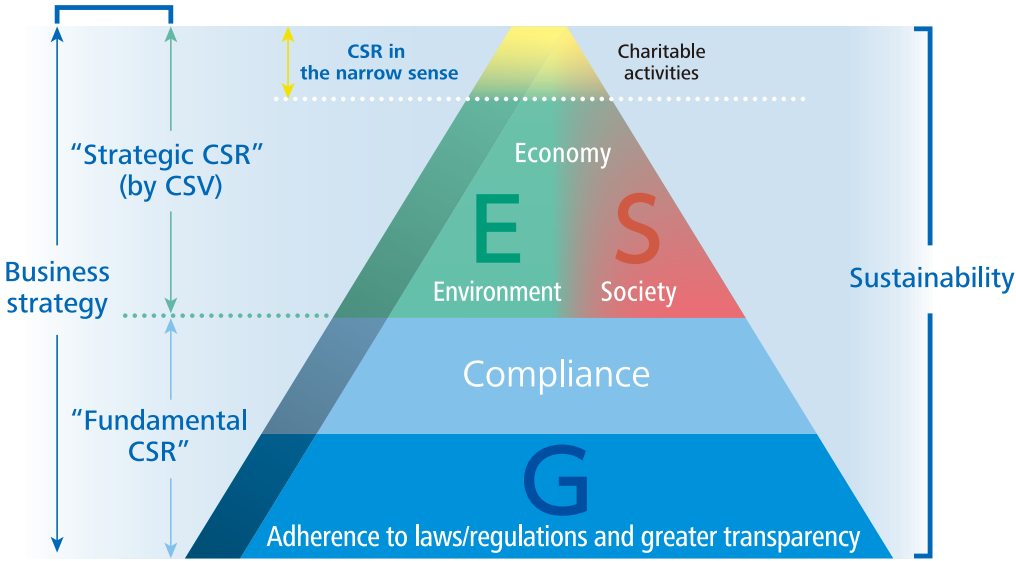 CSR in
the narrow sense
Charitable
activities
“Strategic CSR”
(by CSV)
Economy
E
S
Environment
Society
Business
strategy
Sustainability
Compliance
“Fundamental
CSR”
G
Adherence to laws/regulations and greater transparency